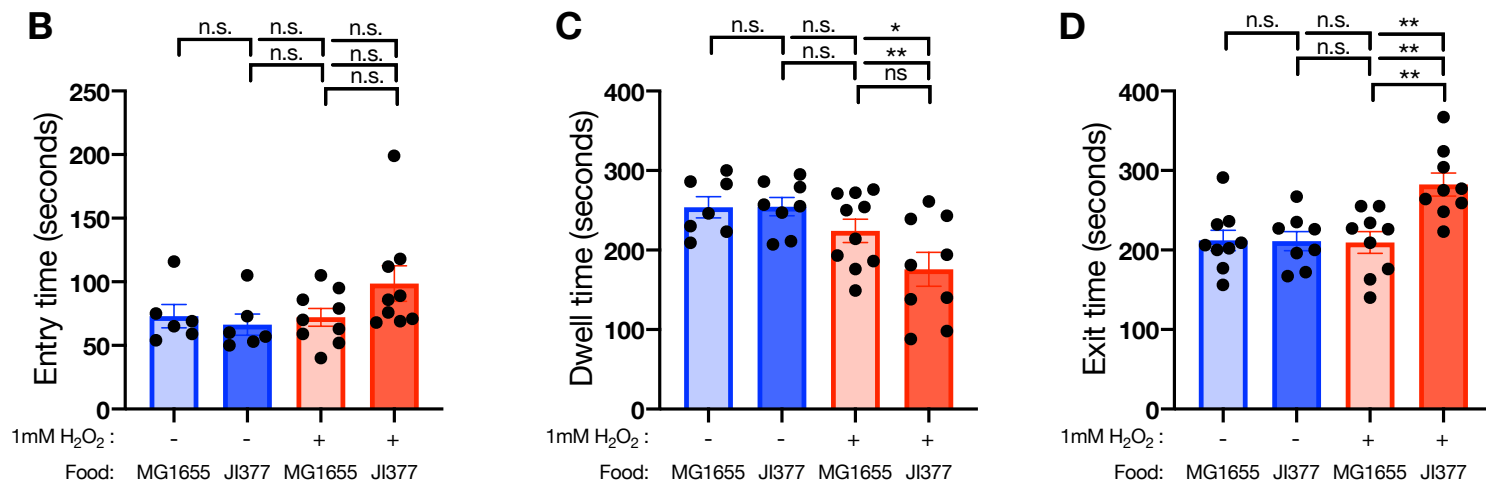 B
n.s. n.s. n.s.
n.s. n.s.
n.s.
Entry time (seconds)
250
200
150
100
50
0
1mM H₂O₂ : - - + +
Food: MG1655 JI377 MG1655 JI377
C
n.s. n.s. *
n.s. **
ns
Dwell time (seconds)
400
300
200
100
0
1mM H₂O₂ : - - + +
Food: MG1655 JI377 MG1655 JI377
D
n.s. n.s. **
n.s. **
**
Exit time (seconds)
400
300
200
100
0
1mM H₂O₂ : - - + +
Food: MG1655 JI377 MG1655 JI377